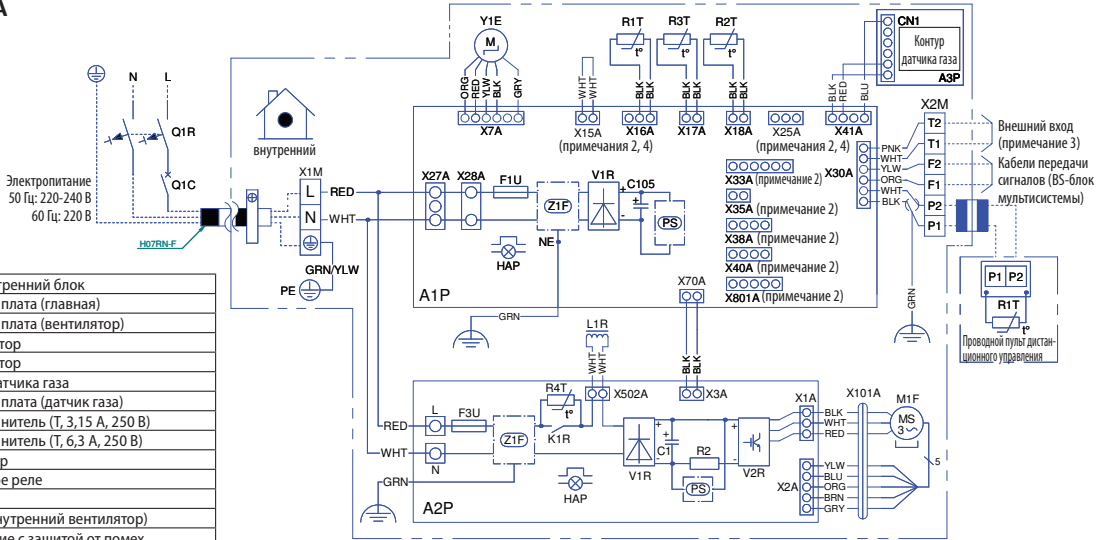 A
Y1E
M
ORG
RED
YLW
BLK
GRY
X7A
WHT
WHT
X15A
(примечания 2, 4)
R1T
t°
BLK
BLK
X16A
R3T
t°
BLK
BLK
X17A
R2T
t°
BLK
BLK
X18A
X25A
(примечания 2, 4)
BLK
RED
BLU
X41A
CN1
Контур
датчика газа
A3P
N
L
Q1R
Q1C
Электропитание
50 Гц: 220-240 В
60 Гц: 220 В
H07RN-F
внутренний
X1M
L
N
RED
WHT
GRN/YLW
PE
X27A
X28A
F1U
Z1F
NE
HAP
V1R
+
-
C105
PS
X33A (примечание 2)
X35A (примечание 2)
X38A (примечание 2)
X40A (примечание 2)
X801A (примечание 2)
X30A
PNK
WHT
YLW
ORG
WHT
BLK
X2M
T2
T1
F2
F1
P2
P1
Внешний вход
(примечание 3)
Кабели передачи
сигналов (BS-блок
мультисистемы)
A1P
GRN
GRN
X70A
BLK
BLK
X3A
P1
P2
R1T
t°
Проводной пульт дистан-
ционного управления
L1R
WHT
WHT
X502A
RED
WHT
GRN
L
N
F3U
Z1F
R4T
t°
K1R
HAP
V1R
+
-
C1
R2
PS
+
-
V2R
A2P
X1A
BLK
WHT
RED
X101A
M1F
MS
3~
5
X2A
YLW
BLU
ORG
BRN
GRY
тренний блок
плата (главная)
плата (вентилятор)
тор
тор
атчика газа
плата (датчик газа)
нитель (T, 3,15 А, 250 В)
нитель (T, 6,3 А, 250 В)
р
е реле
нутренний вентилятор)
ие с защитой от помех